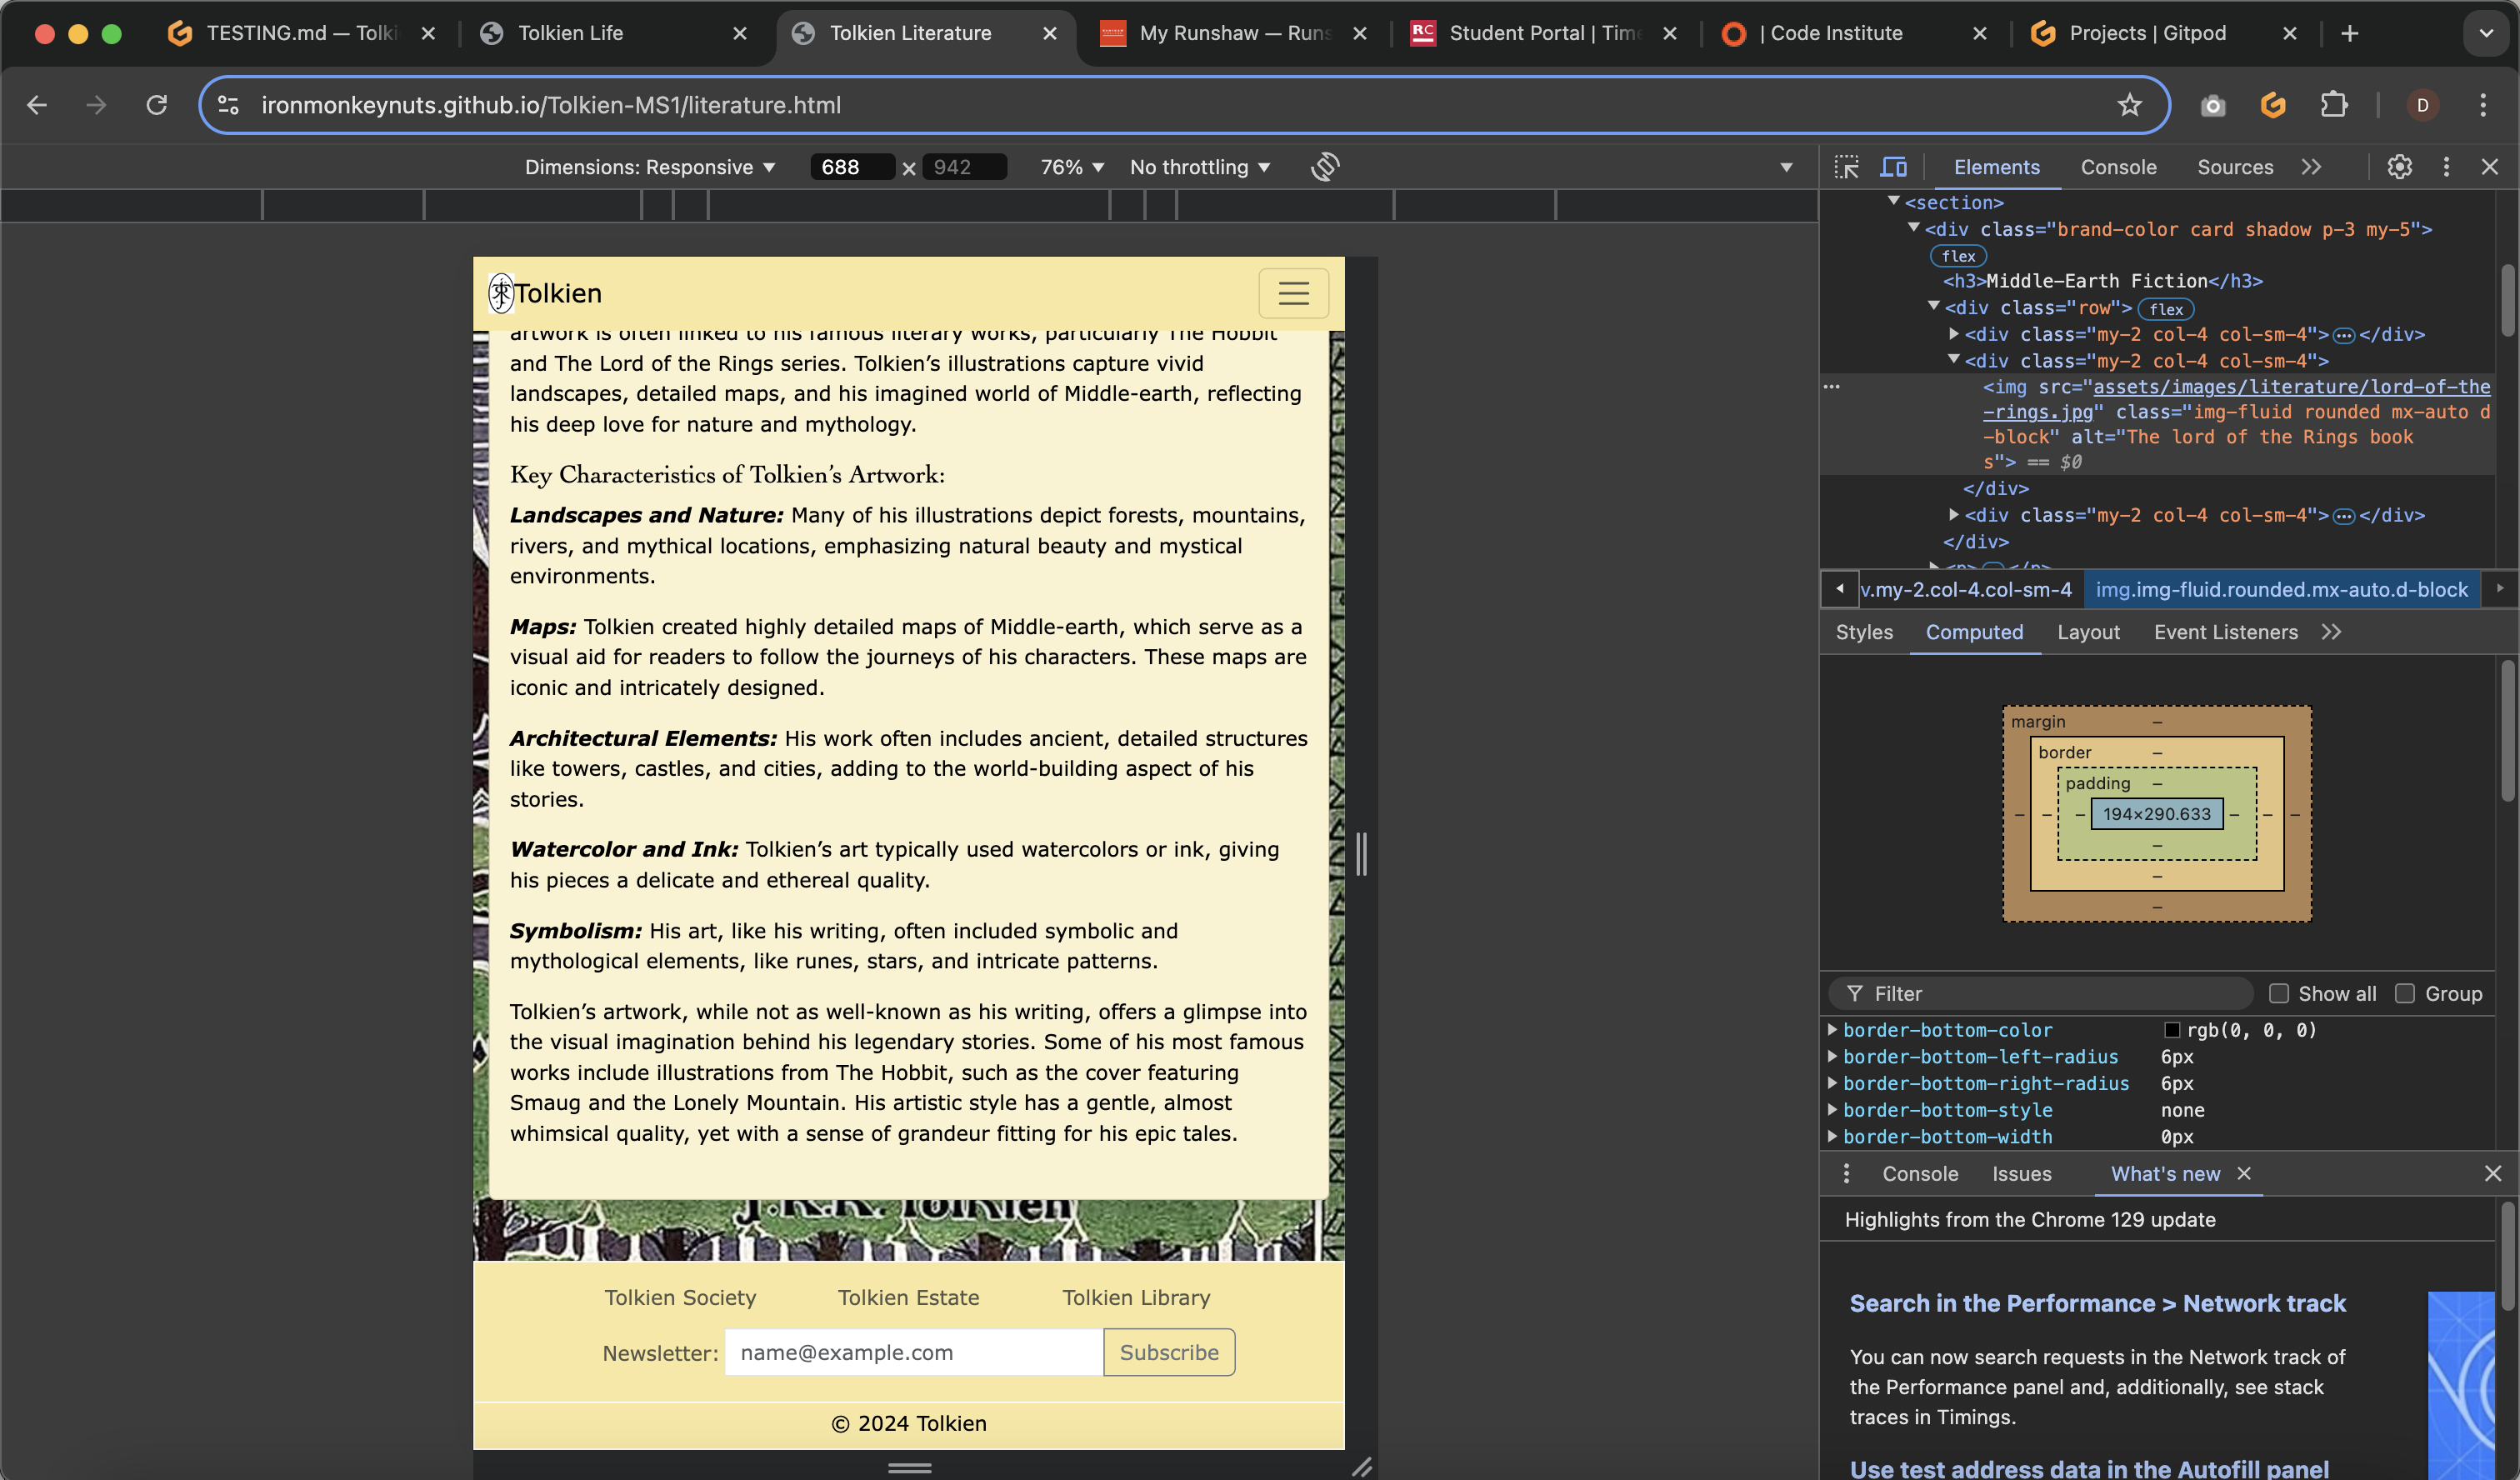 TESTING.md — Tolki
Tolkien Life
Tolkien Literature
My Runshaw — Runs
RC
Student Portal | Time
| Code Institute
Projects | Gitpod
ironmonkeynuts.github.io/Tolkien-MS1/literature.html
D
Dimensions: Responsive
688 × 942
76%
No throttling
Elements
Console
Sources
<section>
<div class="brand-color card shadow p-3 my-5">
flex
<h3>Middle-Earth Fiction</h3>
<div class="row"> flex
<div class="my-2 col-4 col-sm-4"> … </div>
<div class="my-2 col-4 col-sm-4">
<img src="assets/images/literature/lord-of-the
-rings.jpg" class="img-fluid rounded mx-auto d
-block" alt="The lord of the Rings book
s"> == $0
</div>
<div class="my-2 col-4 col-sm-4"> … </div>
</div>
v.my-2.col-4.col-sm-4
img.img-fluid.rounded.mx-auto.d-block
Styles
Computed
Layout
Event Listeners
margin –
border –
padding –
– – – 194×290.633 – – –
–
–
–
Filter
Show all
Group
border-bottom-color rgb(0, 0, 0)
border-bottom-left-radius 6px
border-bottom-right-radius 6px
border-bottom-style none
border-bottom-width 0px
Console
Issues
What's new
Highlights from the Chrome 129 update
Search in the Performance > Network track
You can now search requests in the Network track of
the Performance panel and, additionally, see stack
traces in Timings.
Use test address data in the Autofill panel
Tolkien
artwork is often linked to his famous literary works, particularly The Hobbit
and The Lord of the Rings series. Tolkien’s illustrations capture vivid
landscapes, detailed maps, and his imagined world of Middle-earth, reflecting
his deep love for nature and mythology.
Key Characteristics of Tolkien’s Artwork:
Landscapes and Nature: Many of his illustrations depict forests, mountains,
rivers, and mythical locations, emphasizing natural beauty and mystical
environments.
Maps: Tolkien created highly detailed maps of Middle-earth, which serve as a
visual aid for readers to follow the journeys of his characters. These maps are
iconic and intricately designed.
Architectural Elements: His work often includes ancient, detailed structures
like towers, castles, and cities, adding to the world-building aspect of his
stories.
Watercolor and Ink: Tolkien’s art typically used watercolors or ink, giving
his pieces a delicate and ethereal quality.
Symbolism: His art, like his writing, often included symbolic and
mythological elements, like runes, stars, and intricate patterns.
Tolkien’s artwork, while not as well-known as his writing, offers a glimpse into
the visual imagination behind his legendary stories. Some of his most famous
works include illustrations from The Hobbit, such as the cover featuring
Smaug and the Lonely Mountain. His artistic style has a gentle, almost
whimsical quality, yet with a sense of grandeur fitting for his epic tales.
J.R.R. Tolkien
Tolkien Society
Tolkien Estate
Tolkien Library
Newsletter: name@example.com Subscribe
© 2024 Tolkien